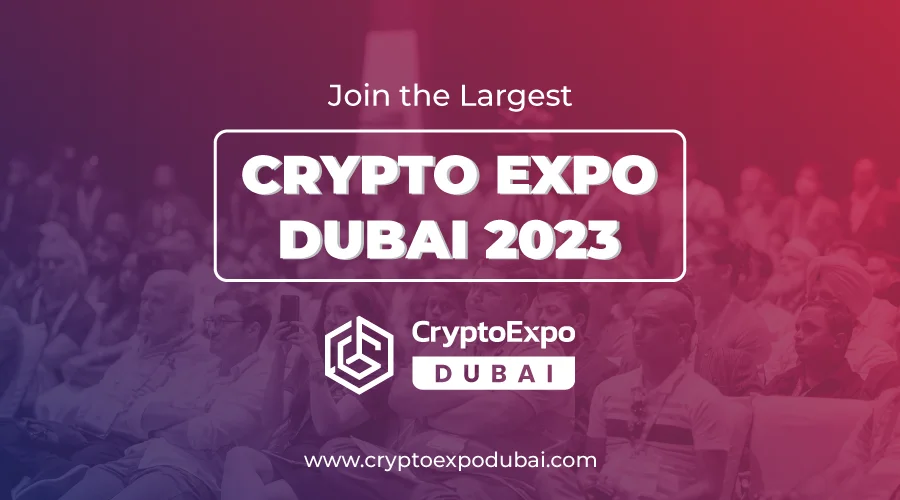 Join the Largest
CRYPTO EXPO
DUBAI 2023
CryptoExpo
DUBAI
www.cryptoexpodubai.com